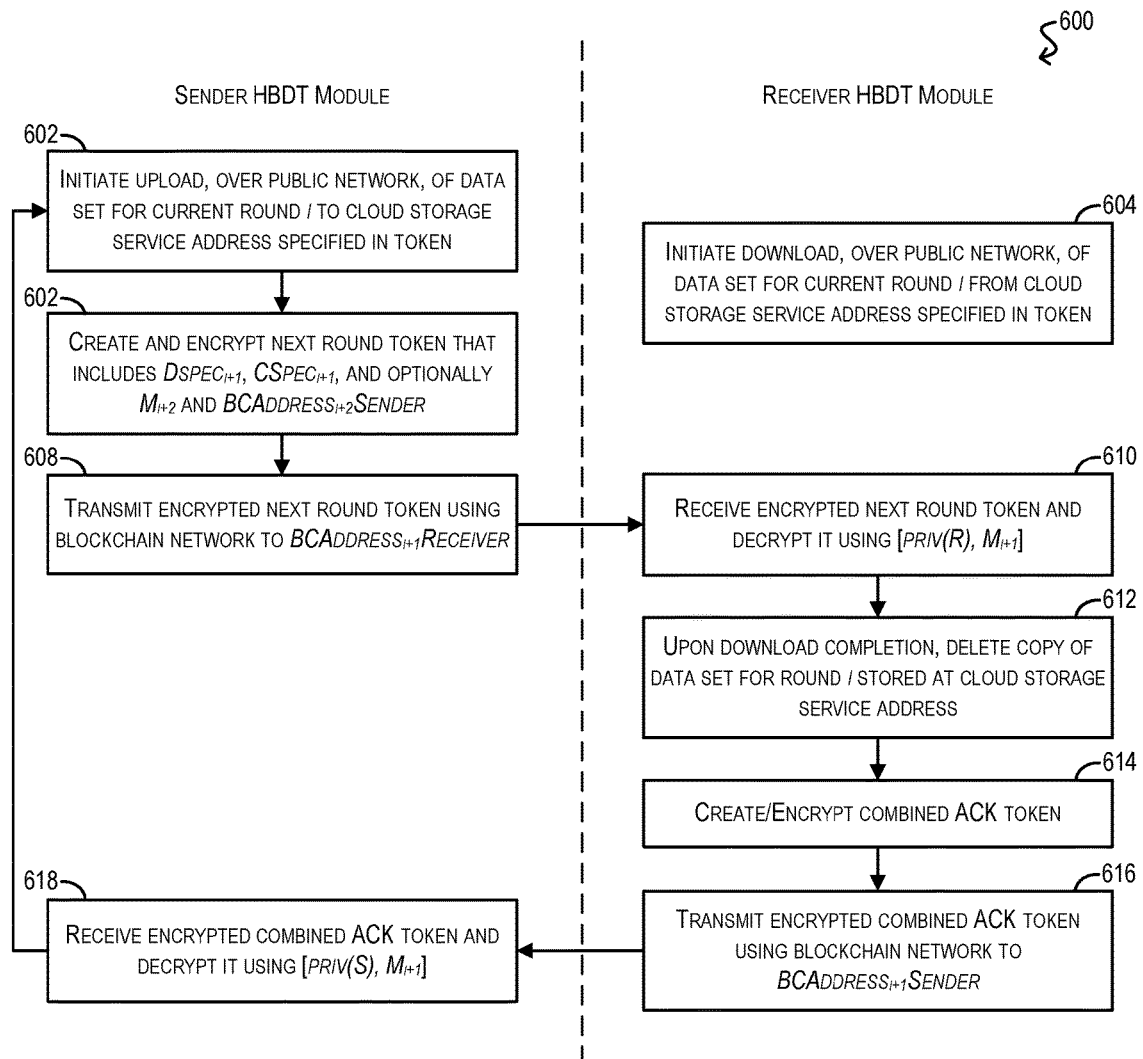 600
SENDER HBDT MODULE
RECEIVER HBDT MODULE
602
INITIATE UPLOAD, OVER PUBLIC NETWORK, OF DATA
SET FOR CURRENT ROUND I TO CLOUD STORAGE
SERVICE ADDRESS SPECIFIED IN TOKEN
604
INITIATE DOWNLOAD, OVER PUBLIC NETWORK, OF
DATA SET FOR CURRENT ROUND I FROM CLOUD
STORAGE SERVICE ADDRESS SPECIFIED IN TOKEN
602
CREATE AND ENCRYPT NEXT ROUND TOKEN THAT
INCLUDES DSPECi+1, CSPECi+1, AND OPTIONALLY
Mi+2 AND BCADDRESSi+2SENDER
608
TRANSMIT ENCRYPTED NEXT ROUND TOKEN USING
BLOCKCHAIN NETWORK TO BCADDRESSi+1RECEIVER
610
RECEIVE ENCRYPTED NEXT ROUND TOKEN AND
DECRYPT IT USING [PRIV(R), Mi+1]
612
UPON DOWNLOAD COMPLETION, DELETE COPY OF
DATA SET FOR ROUND I STORED AT CLOUD STORAGE
SERVICE ADDRESS
614
CREATE/ENCRYPT COMBINED ACK TOKEN
616
TRANSMIT ENCRYPTED COMBINED ACK TOKEN
USING BLOCKCHAIN NETWORK TO
BCADDRESSi+1SENDER
618
RECEIVE ENCRYPTED COMBINED ACK TOKEN AND
DECRYPT IT USING [PRIV(S), Mi+1]